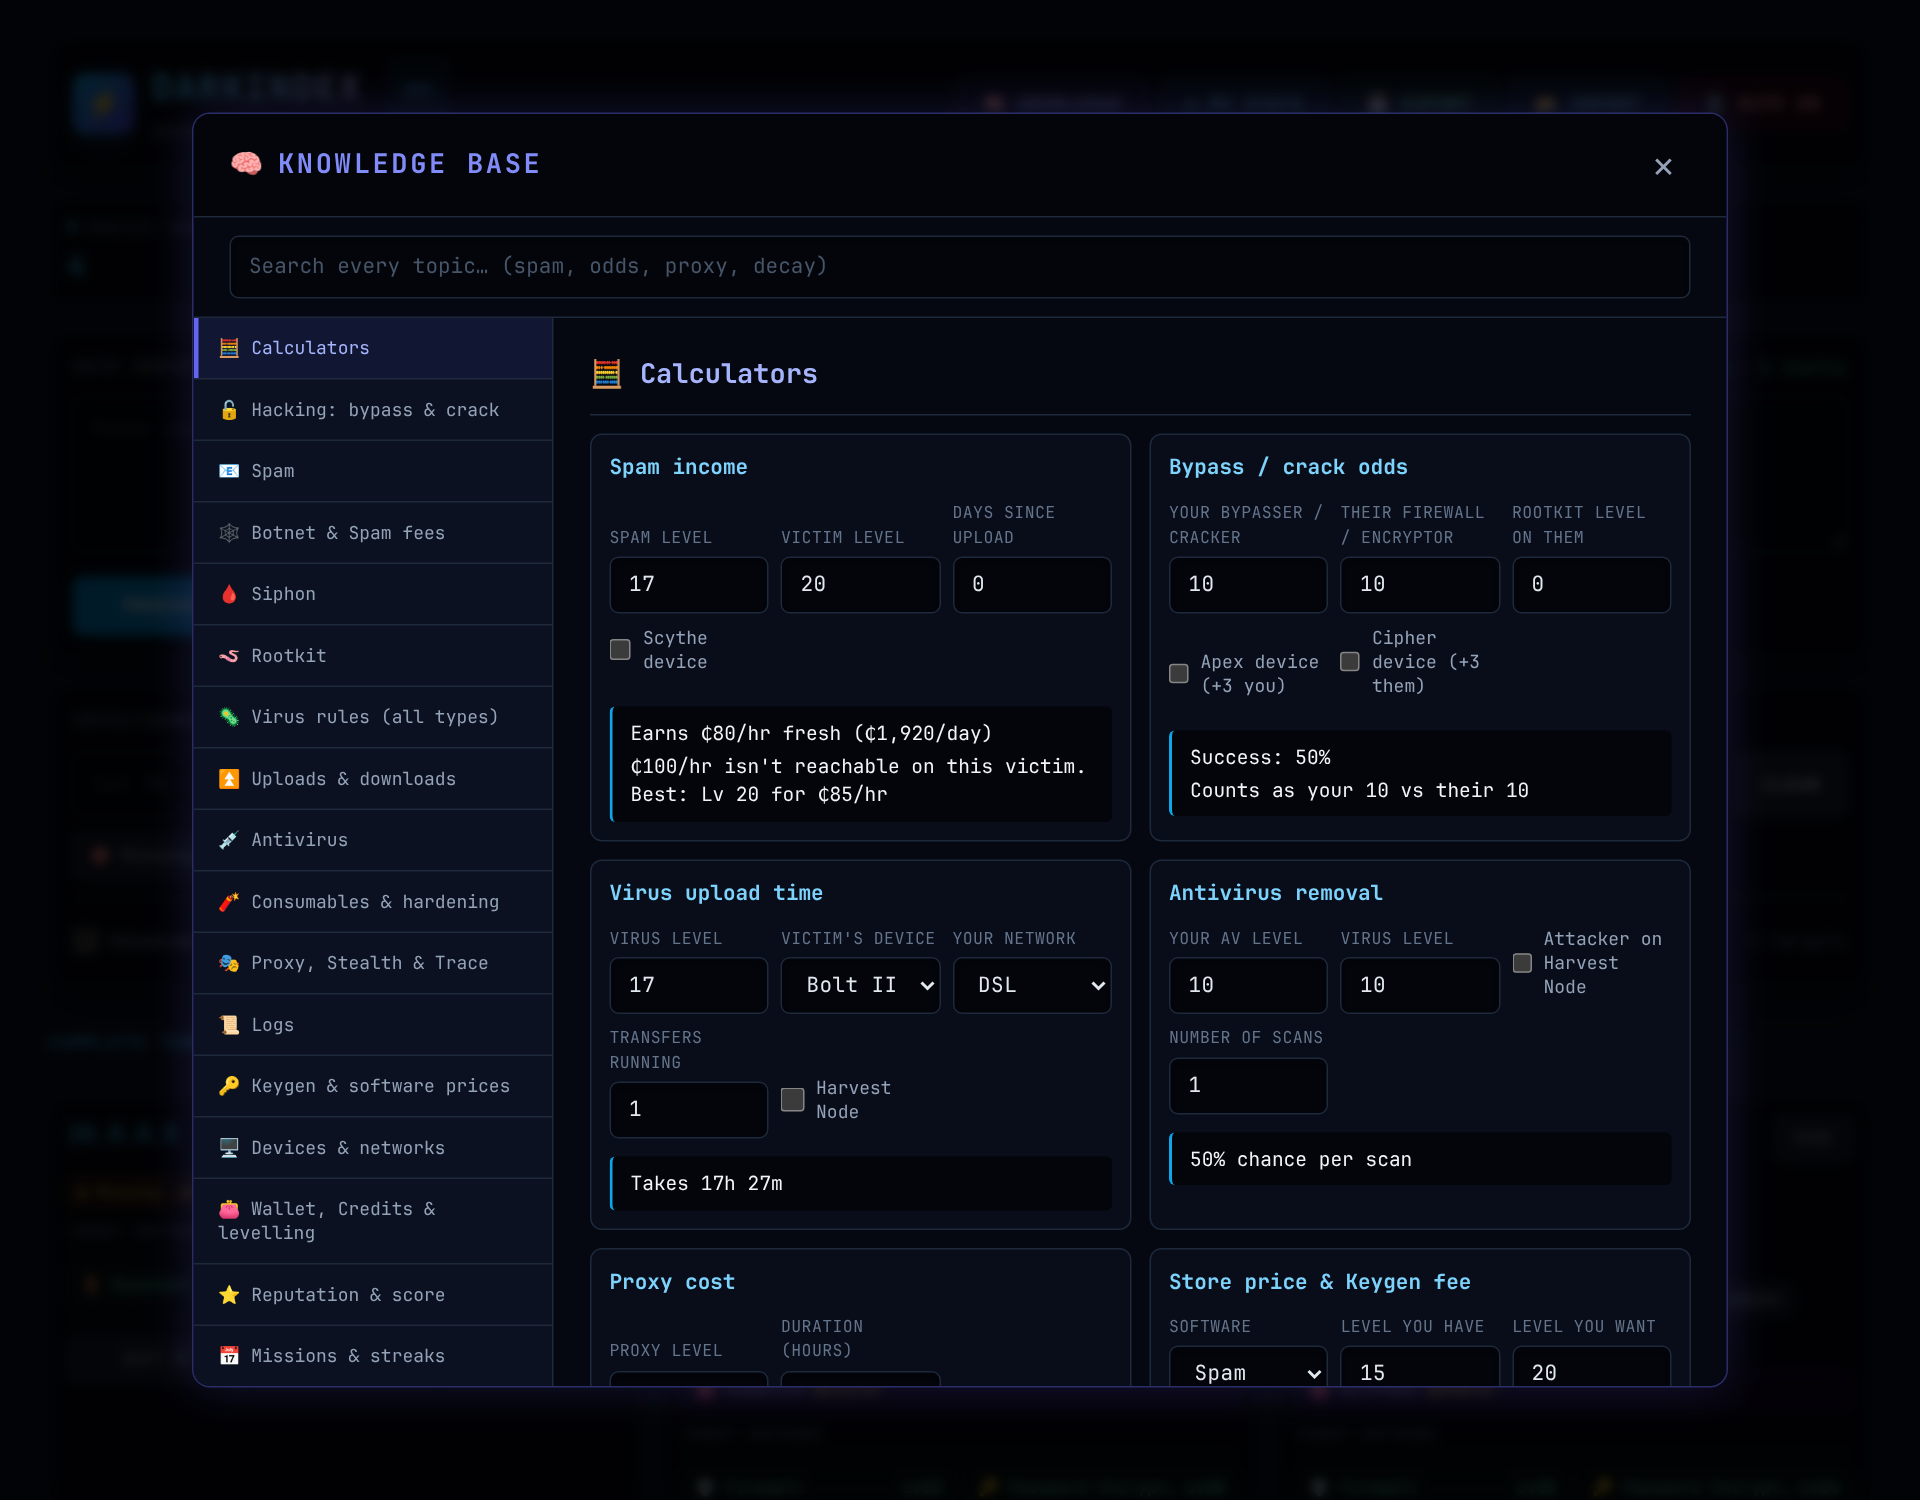 DARKINDEX
KNOWLEDGE BASE
✕
Search every topic… (spam, odds, proxy, decay)
Calculators
Hacking: bypass & crack
Spam
Botnet & Spam fees
Siphon
Rootkit
Virus rules (all types)
Uploads & downloads
Antivirus
Consumables & hardening
Proxy, Stealth & Trace
Logs
Keygen & software prices
Devices & networks
Wallet, Credits &
levelling
Reputation & score
Missions & streaks
Calculators
Spam income
SPAM LEVEL
VICTIM LEVEL
DAYS SINCE
UPLOAD
17
20
0
Scythe
device
Earns ₵80/hr fresh (₵1,920/day)
₵100/hr isn't reachable on this victim.
Best: Lv 20 for ₵85/hr
Bypass / crack odds
YOUR BYPASSER /
CRACKER
THEIR FIREWALL
/ ENCRYPTOR
ROOTKIT LEVEL
ON THEM
10
10
0
Apex device
(+3 you)
Cipher
device (+3
them)
Success: 50%
Counts as your 10 vs their 10
Virus upload time
VIRUS LEVEL
VICTIM'S DEVICE
YOUR NETWORK
17
Bolt II
DSL
TRANSFERS
RUNNING
1
Harvest
Node
Takes 17h 27m
Antivirus removal
YOUR AV LEVEL
VIRUS LEVEL
Attacker on
Harvest
Node
10
10
NUMBER OF SCANS
1
50% chance per scan
Proxy cost
PROXY LEVEL
DURATION
(HOURS)
Store price & Keygen fee
SOFTWARE
LEVEL YOU HAVE
LEVEL YOU WANT
Spam
15
20